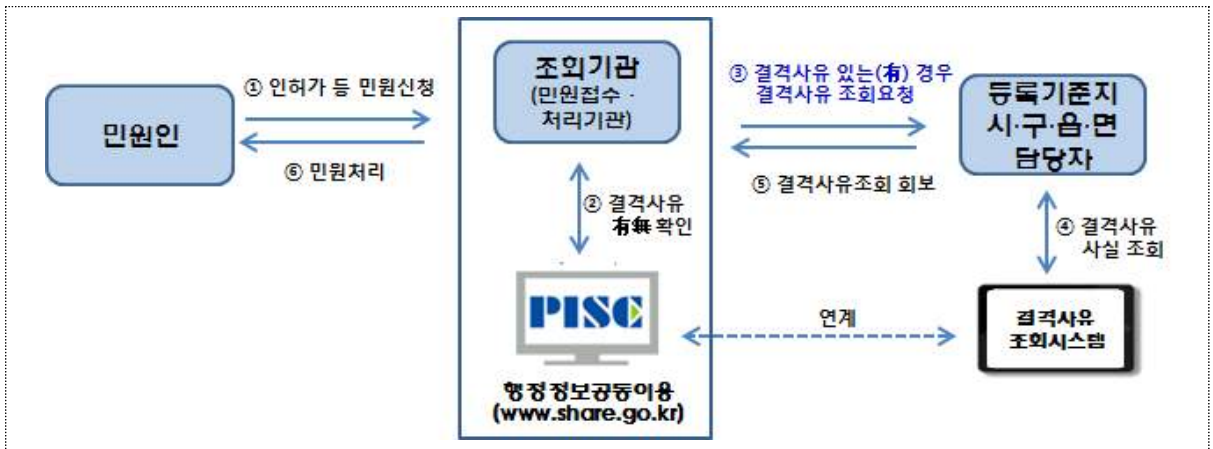 민원인
① 인허가 등 민원신청
⑥ 민원처리
조회기관
(민원접수 ·
처리기관)
② 결격사유
有無 확인
PISC
행정정보공동이용
(www.share.go.kr)
③ 결격사유 있는(有) 경우
결격사유 조회요청
⑤ 결격사유조회 회보
등록기준지
시·구·읍·면
담당자
④ 결격사유
사실 조회
연계
결격사유
조회시스템